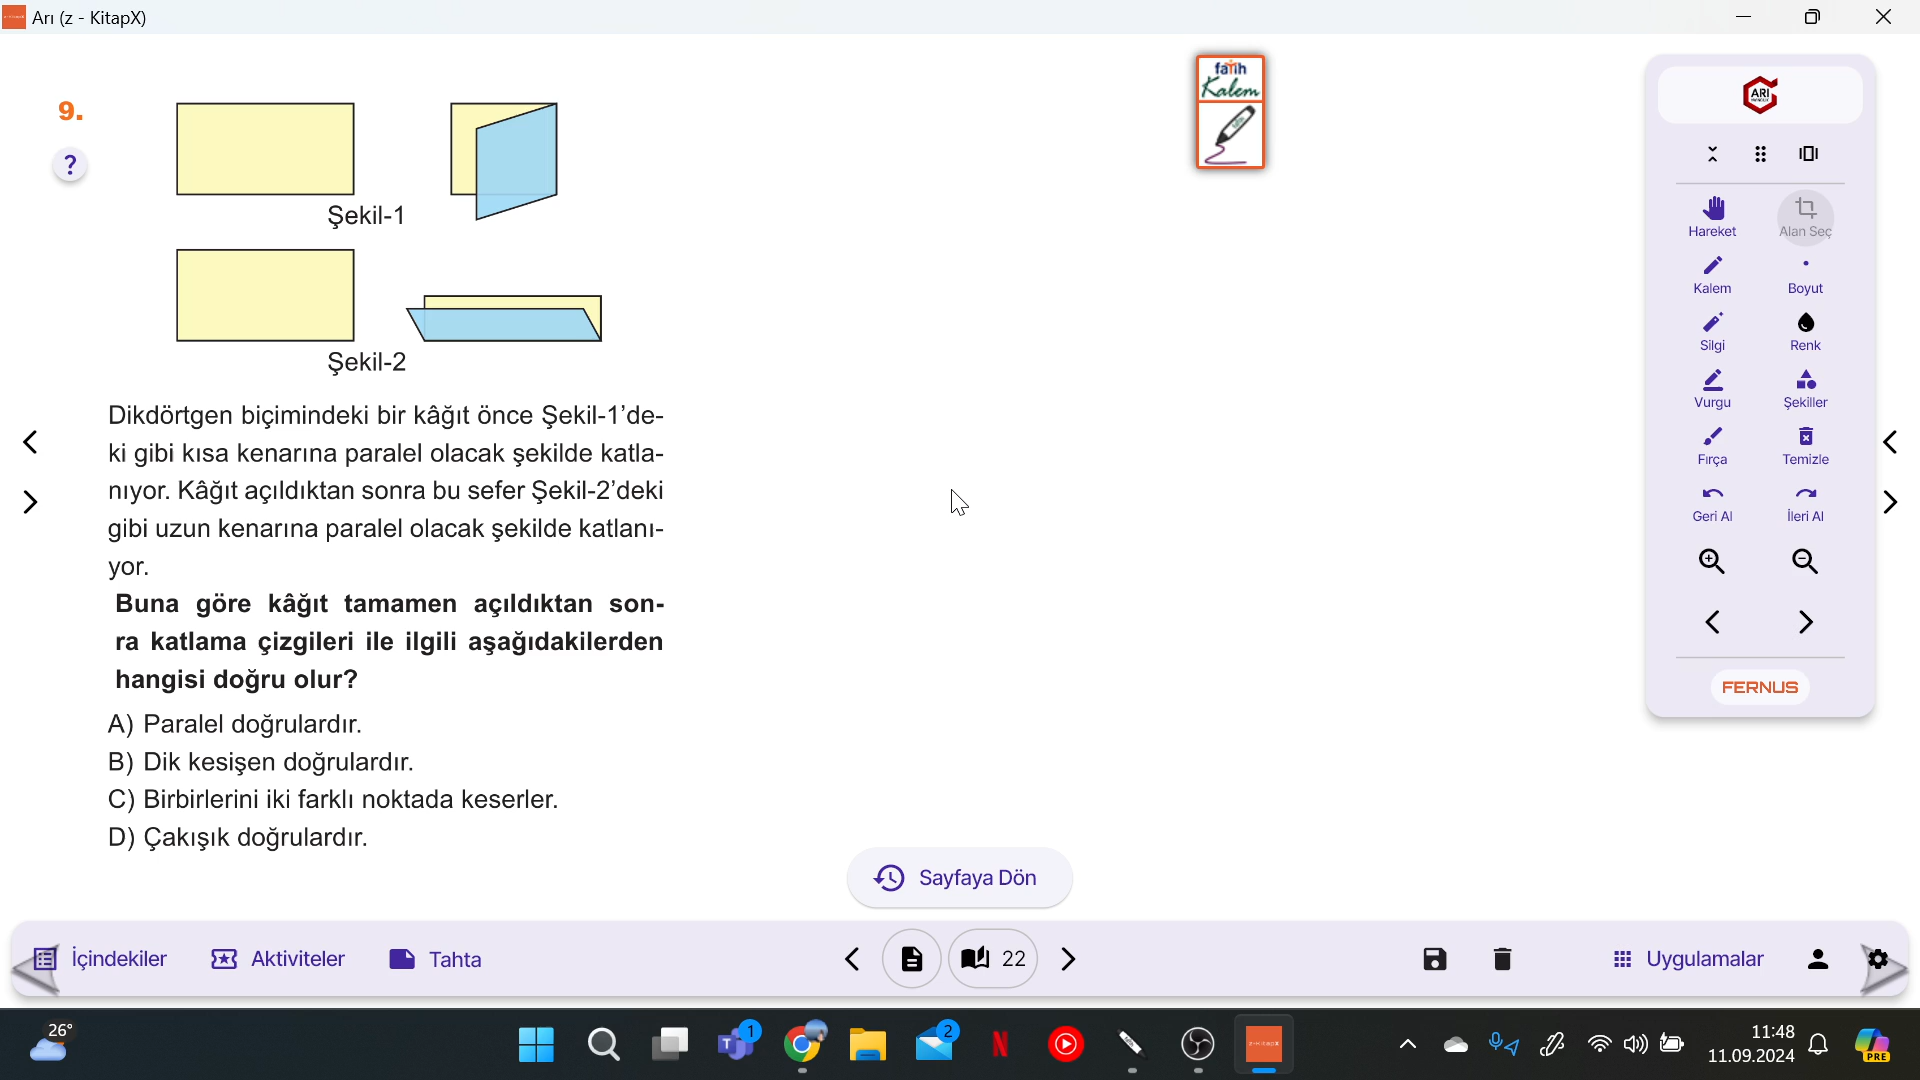 Arı (z - KitapX)
9.
?
Şekil-1
Şekil-2
Dikdörtgen biçimindeki bir kâğıt önce Şekil-1’de-
ki gibi kısa kenarına paralel olacak şekilde katla-
nıyor. Kâğıt açıldıktan sonra bu sefer Şekil-2’deki
gibi uzun kenarına paralel olacak şekilde katlanı-
yor.
Buna göre kâğıt tamamen açıldıktan son-
ra katlama çizgileri ile ilgili aşağıdakilerden
hangisi doğru olur?
A) Paralel doğrulardır.
B) Dik kesişen doğrulardır.
C) Birbirlerini iki farklı noktada keserler.
D) Çakışık doğrulardır.
fatih
Kalem
ARI
Hareket Alan Seç
Kalem Boyut
Silgi Renk
Vurgu Şekiller
Fırça Temizle
Geri Al İleri Al
FERNUS
Sayfaya Dön
İçindekiler Aktiviteler Tahta 22 Uygulamalar
26° 1 2 11:48
11.09.2024
PRE